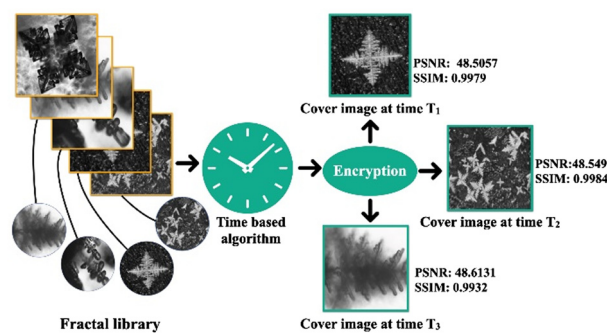 PSNR: 48.5057
SSIM: 0.9979
Cover image at time T1
Encryption
PSNR:48.549
SSIM: 0.9984
Time based
algorithm
Cover image at time T2
PSNR: 48.6131
SSIM: 0.9932
Fractal library
Cover image at time T3